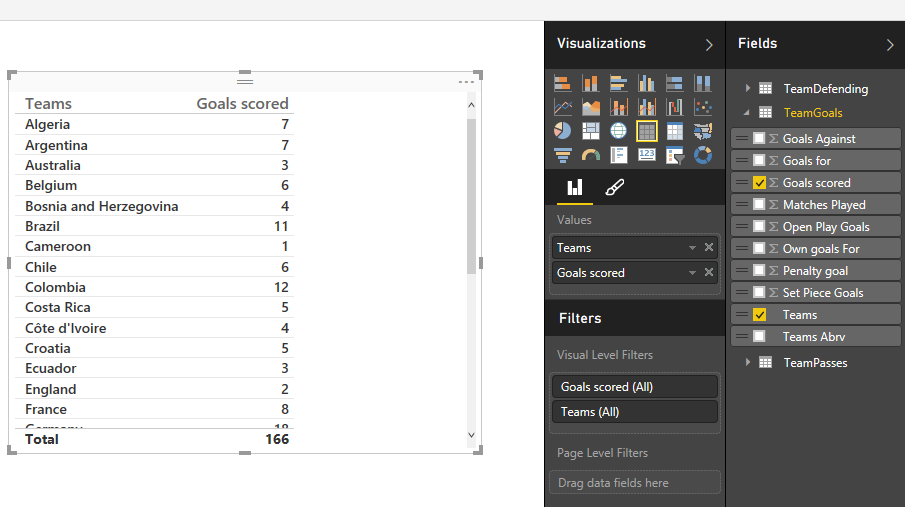 Teams Goals scored
Algeria 7
Argentina 7
Australia 3
Belgium 6
Bosnia and Herzegovina 4
Brazil 11
Cameroon 1
Chile 6
Colombia 12
Costa Rica 5
Côte d'Ivoire 4
Croatia 5
Ecuador 3
England 2
France 8
Germany 18
Total 166
Visualizations
123
Values
Teams
Goals scored
Filters
Visual Level Filters
Goals scored (All)
Teams (All)
Page Level Filters
Drag data fields here
Fields
TeamDefending
TeamGoals
Σ Goals Against
Σ Goals for
Σ Goals scored
Σ Matches Played
Σ Open Play Goals
Σ Own goals For
Σ Penalty goal
Σ Set Piece Goals
Teams
Teams Abrv
TeamPasses